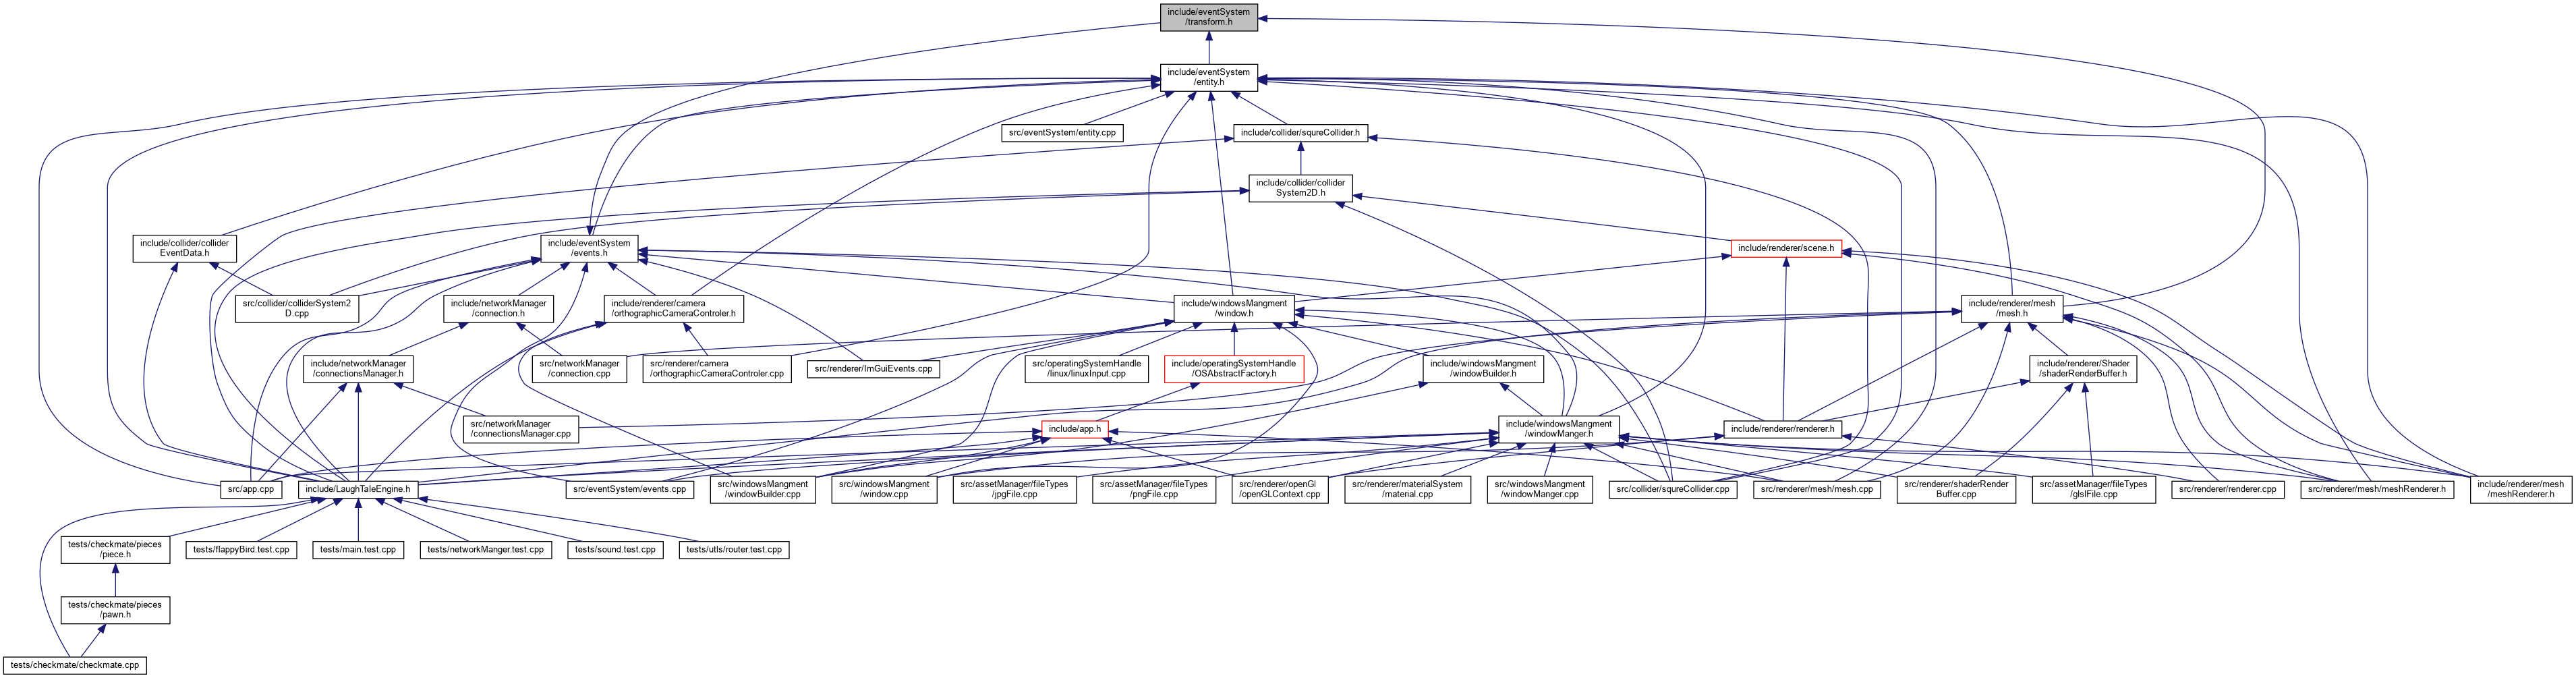 include/eventSystem
/transform.h
include/eventSystem
/entity.h
src/eventSystem/entity.cpp
include/collider/squreCollider.h
include/collider/collider
System2D.h
include/collider/collider
EventData.h
include/eventSystem
/events.h
include/renderer/scene.h
src/collider/colliderSystem2
D.cpp
include/networkManager
/connection.h
include/renderer/camera
/orthographicCameraControler.h
include/windowsMangment
/window.h
include/renderer/mesh
/mesh.h
include/networkManager
/connectionsManager.h
src/networkManager
/connection.cpp
src/renderer/camera
/orthographicCameraControler.cpp
src/renderer/ImGuiEvents.cpp
src/operatingSystemHandle
/linux/linuxInput.cpp
include/operatingSystemHandle
/OSAbstractFactory.h
include/windowsMangment
/windowBuilder.h
include/renderer/Shader
/shaderRenderBuffer.h
src/networkManager
/connectionsManager.cpp
include/app.h
include/windowsMangment
/windowManger.h
include/renderer/renderer.h
src/app.cpp
include/LaughTaleEngine.h
src/eventSystem/events.cpp
src/windowsMangment
/windowBuilder.cpp
src/windowsMangment
/window.cpp
src/assetManager/fileTypes
/jpgFile.cpp
src/assetManager/fileTypes
/pngFile.cpp
src/renderer/openGl
/openGLContext.cpp
src/renderer/materialSystem
/material.cpp
src/windowsMangment
/windowManger.cpp
src/collider/squreCollider.cpp
src/renderer/mesh/mesh.cpp
src/renderer/shaderRender
Buffer.cpp
src/assetManager/fileTypes
/glslFile.cpp
src/renderer/renderer.cpp
src/renderer/mesh/meshRenderer.h
include/renderer/mesh
/meshRenderer.h
tests/checkmate/pieces
/piece.h
tests/flappyBird.test.cpp
tests/main.test.cpp
tests/networkManger.test.cpp
tests/sound.test.cpp
tests/utls/router.test.cpp
tests/checkmate/pieces
/pawn.h
tests/checkmate/checkmate.cpp